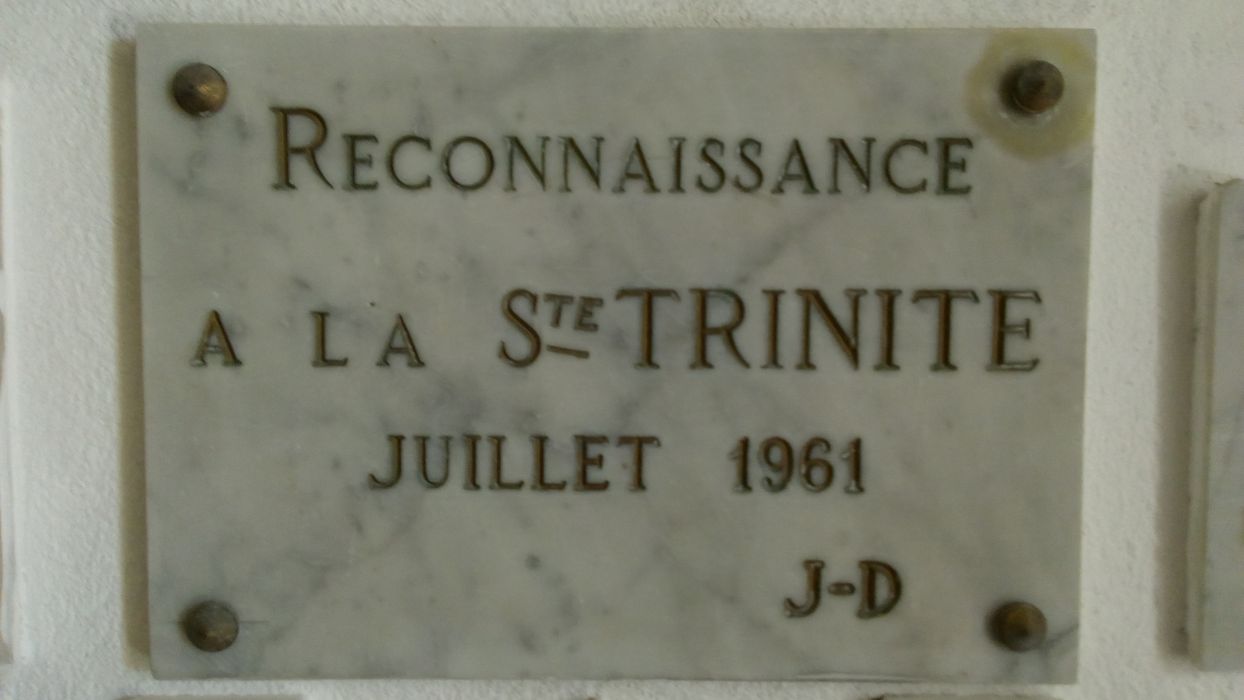 RECONNAISSANCE
A LA STE TRINITE
JUILLET 1961
J-D